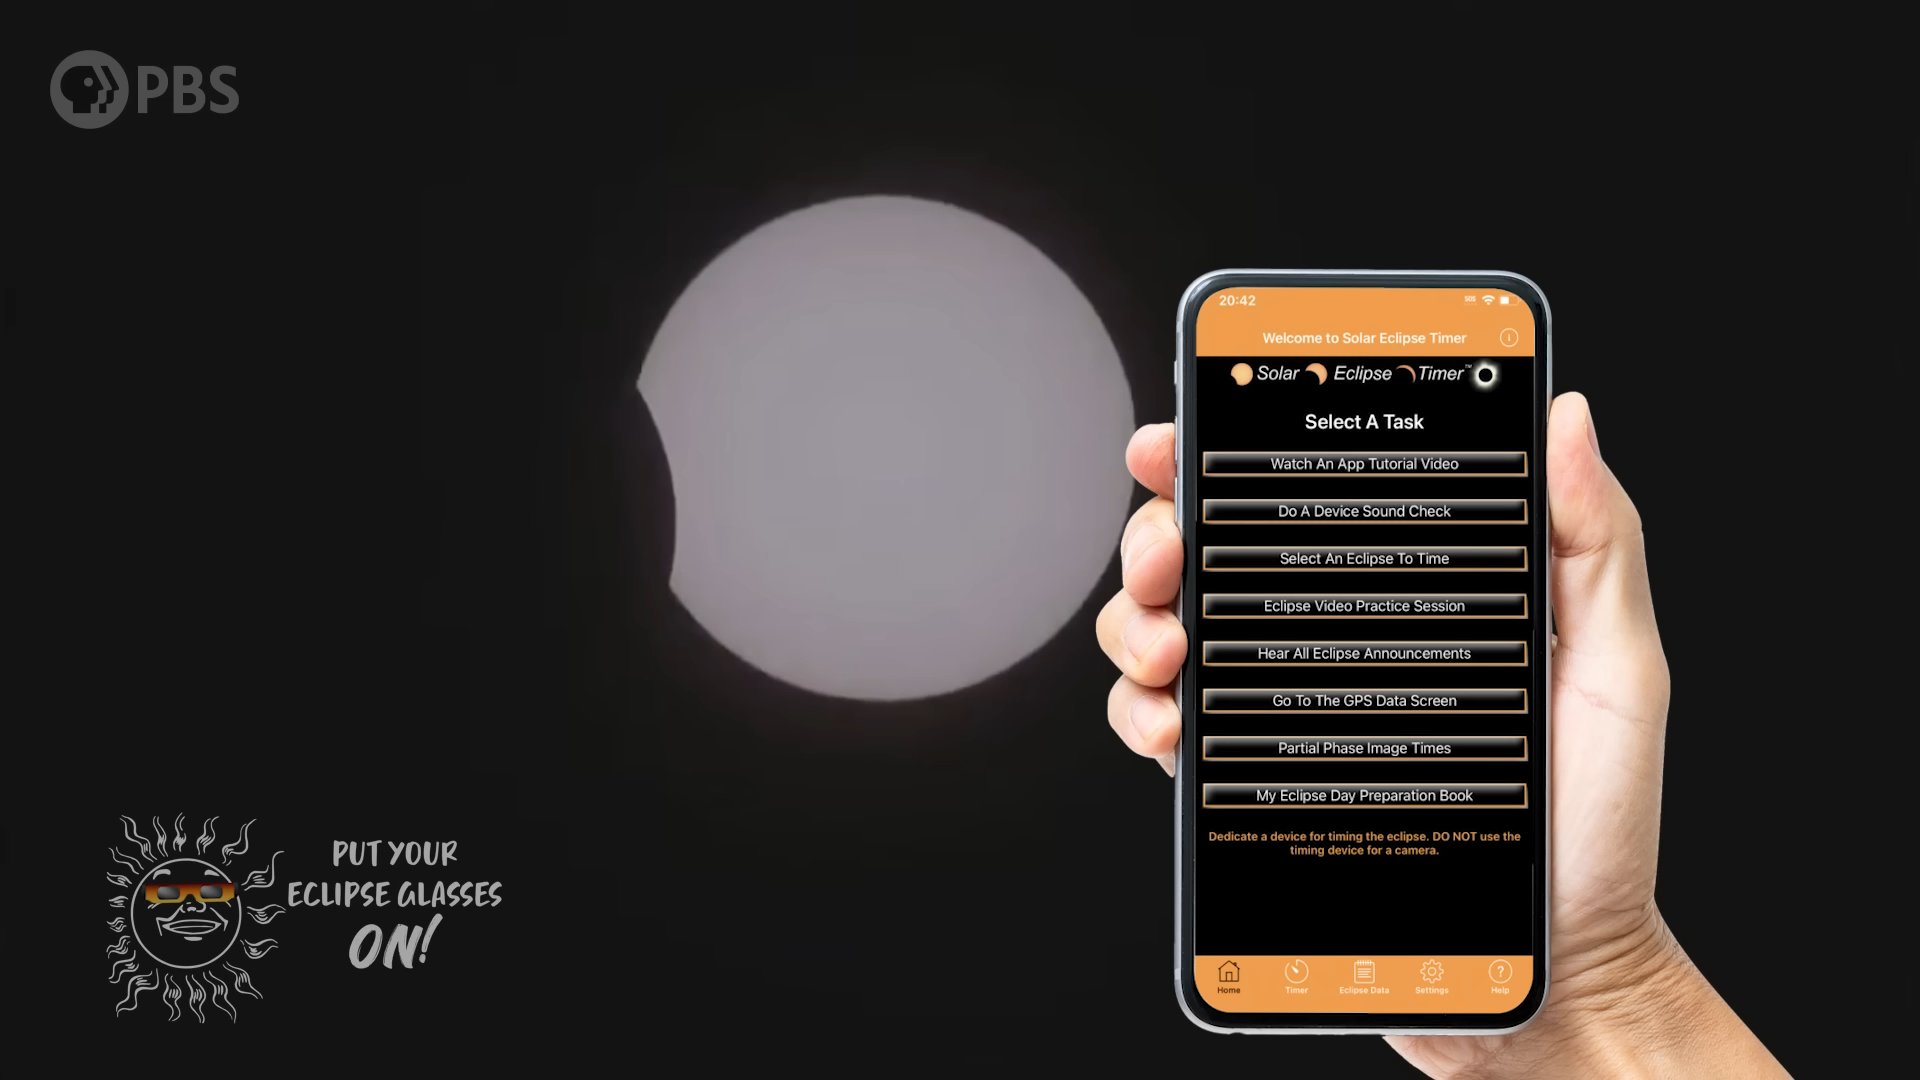 PBS
20:42
SOS
Welcome to Solar Eclipse Timer
Solar Eclipse Timer™
Select A Task
Watch An App Tutorial Video
Do A Device Sound Check
Select An Eclipse To Time
Eclipse Video Practice Session
Hear All Eclipse Announcements
Go To The GPS Data Screen
Partial Phase Image Times
My Eclipse Day Preparation Book
Dedicate a device for timing the eclipse. DO NOT use the
timing device for a camera.
Home Timer Eclipse Data Settings Help
PUT YOUR
ECLIPSE GLASSES
ON!